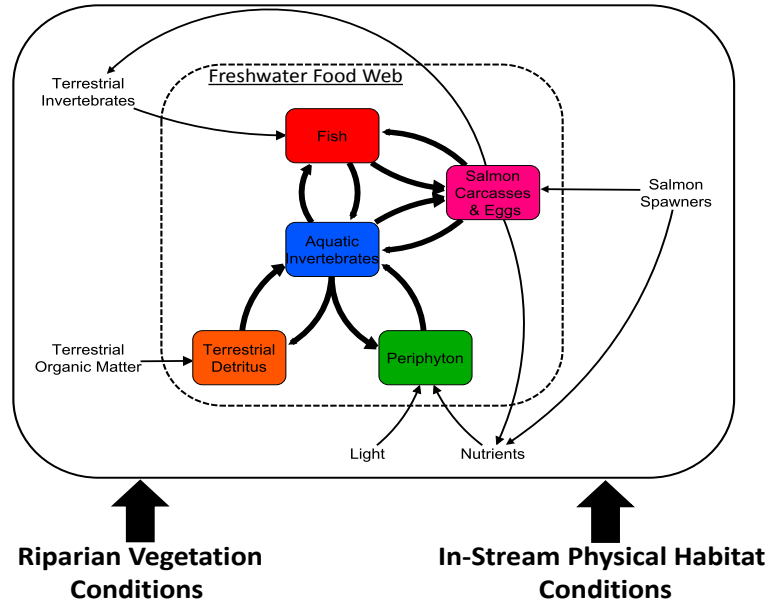 Freshwater Food Web
Terrestrial
Invertebrates
Fish
Salmon
Carcasses
& Eggs
Salmon
Spawners
Aquatic
Invertebrates
Terrestrial
Organic Matter
Terrestrial
Detritus
Periphyton
Light
Nutrients
Riparian Vegetation
Conditions
In-Stream Physical Habitat
Conditions